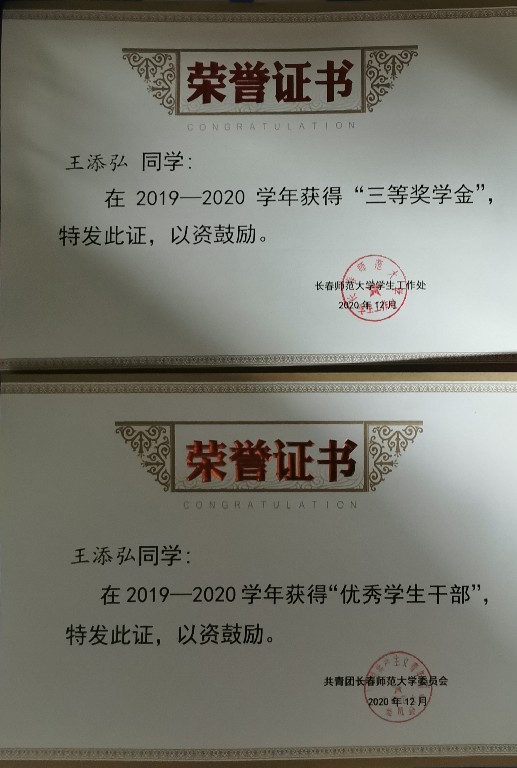 荣誉证书
CONGRATULATION
王添弘 同学：
在 2019—2020 学年获得“三等奖学金”，
特发此证，以资鼓励。
长春师范大学学生工作处
2020 年 12 月
荣誉证书
CONGRATULATION
王添弘同学：
在 2019—2020 学年获得“优秀学生干部”，
特发此证，以资鼓励。
共青团长春师范大学委员会
2020 年 12 月